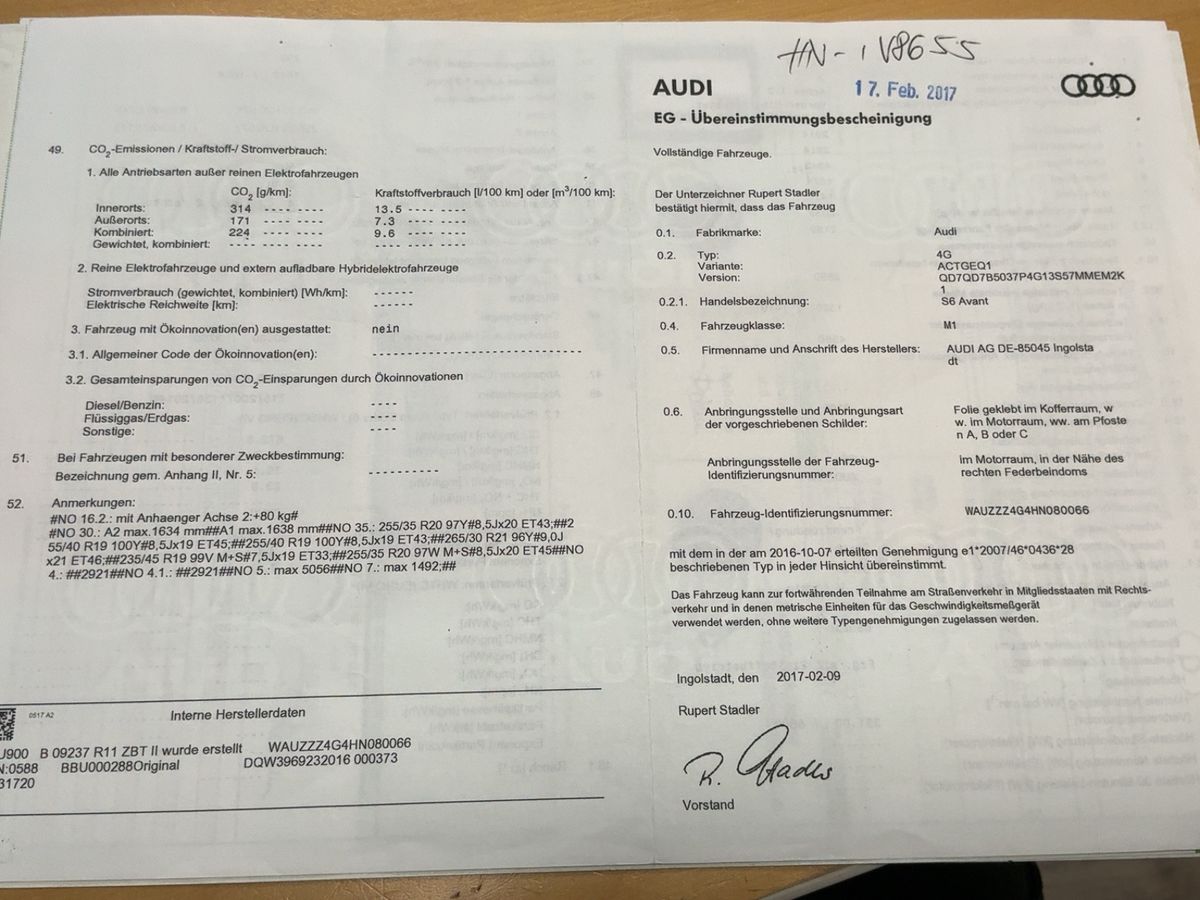 49. CO2-Emissionen / Kraftstoff-/ Stromverbrauch:
1. Alle Antriebsarten außer reinen Elektrofahrzeugen
CO2 [g/km]: Kraftstoffverbrauch [l/100 km] oder [m³/100 km]:
Innerorts: 314 ---- ---- 13.5 ---- ----
Außerorts: 171 ---- ---- 7.3 ---- ----
Kombiniert: 224 ---- ---- 9.6 ---- ----
Gewichtet, kombiniert: ---- ---- ---- ---- ---- ----
2. Reine Elektrofahrzeuge und extern aufladbare Hybridelektrofahrzeuge
Stromverbrauch (gewichtet, kombiniert) [Wh/km]: ------
Elektrische Reichweite [km]: ------
3. Fahrzeug mit Ökoinnovation(en) ausgestattet: nein
3.1. Allgemeiner Code der Ökoinnovation(en): -------------------------------
3.2. Gesamteinsparungen von CO2-Einsparungen durch Ökoinnovationen
Diesel/Benzin: ----
Flüssiggas/Erdgas: ----
Sonstige: ----
51. Bei Fahrzeugen mit besonderer Zweckbestimmung:
Bezeichnung gem. Anhang II, Nr. 5: ----------
52. Anmerkungen:
#NO 16.2.: mit Anhaenger Achse 2:+80 kg#
#NO 30.: A2 max.1634 mm##A1 max.1638 mm##NO 35.: 255/35 R20 97Y#8,5Jx20 ET43;##2
55/40 R19 100Y#8,5Jx19 ET45;##255/40 R19 100Y#8,5Jx19 ET43;##265/30 R21 96Y#9,0J
x21 ET46;##235/45 R19 99V M+S#7,5Jx19 ET33;##255/35 R20 97W M+S#8,5Jx20 ET45##NO
4.: ##2921##NO 4.1.: ##2921##NO 5.: max 5056##NO 7.: max 1492;##
0517 A2 Interne Herstellerdaten
J900 B 09237 R11 ZBT II wurde erstellt WAUZZZ4G4HN080066
N:0588 BBU000288Original DQW3969232016 000373
31720
AUDI 17. Feb. 2017
EG - Übereinstimmungsbescheinigung
Vollständige Fahrzeuge.
Der Unterzeichner Rupert Stadler
bestätigt hiermit, dass das Fahrzeug
0.1. Fabrikmarke: Audi
0.2. Typ: 4G
Variante: ACTGEQ1
Version: QD7QD7B5037P4G13S57MMEM2K
1
0.2.1. Handelsbezeichnung: S6 Avant
0.4. Fahrzeugklasse: M1
0.5. Firmenname und Anschrift des Herstellers: AUDI AG DE-85045 Ingolsta
dt
0.6. Anbringungsstelle und Anbringungsart Folie geklebt im Kofferraum, w
der vorgeschriebenen Schilder: w. im Motorraum, ww. am Pfoste
n A, B oder C
Anbringungsstelle der Fahrzeug- im Motorraum, in der Nähe des
Identifizierungsnummer: rechten Federbeindoms
0.10. Fahrzeug-Identifizierungsnummer: WAUZZZ4G4HN080066
mit dem in der am 2016-10-07 erteilten Genehmigung e1*2007/46*0436*28
beschriebenen Typ in jeder Hinsicht übereinstimmt.
Das Fahrzeug kann zur fortwährenden Teilnahme am Straßenverkehr in Mitgliedsstaaten mit Rechts-
verkehr und in denen metrische Einheiten für das Geschwindigkeitsmeßgerät
verwendet werden, ohne weitere Typengenehmigungen zugelassen werden.
Ingolstadt, den 2017-02-09
Rupert Stadler
R. Stadler
Vorstand